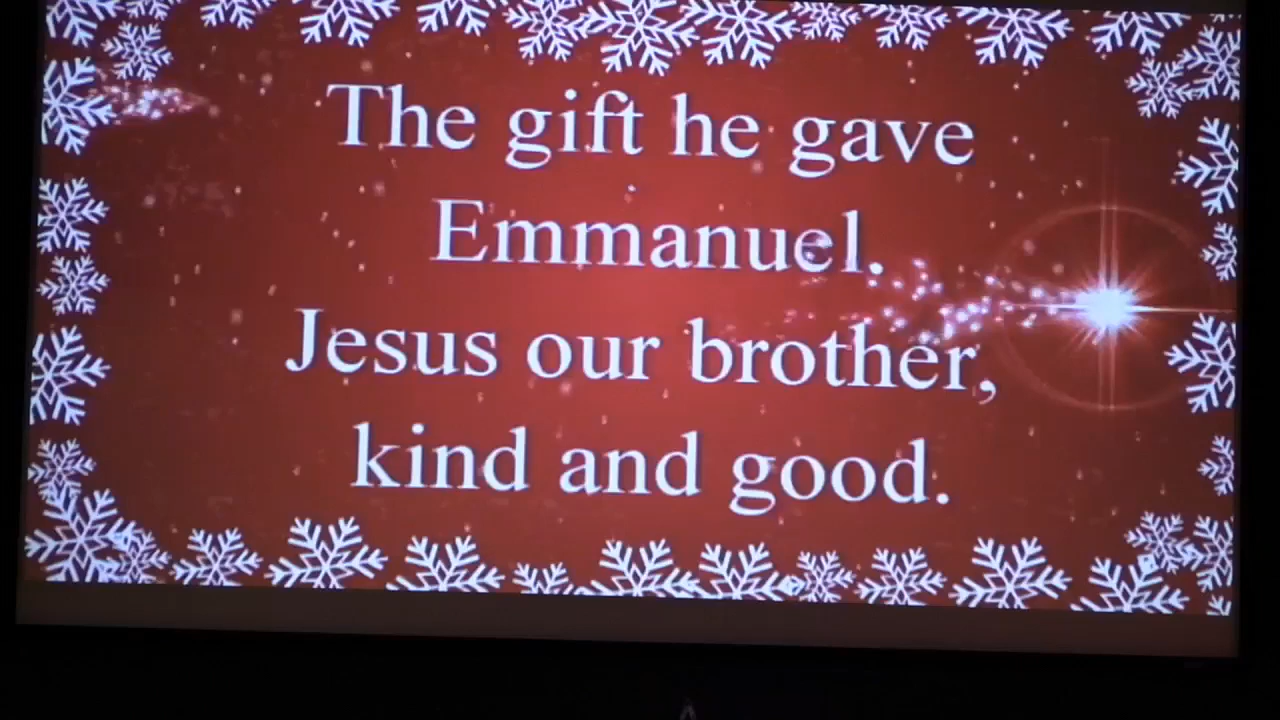 The gift he gave
Emmanuel.
Jesus our brother,
kind and good.